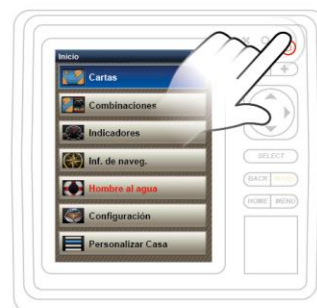 Inicio
Cartas
Combinaciones
Indicadores
Inf. de naveg.
Hombre al agua
Configuración
Personalizar Casa
+
SELECT
BACK
HOME MENU